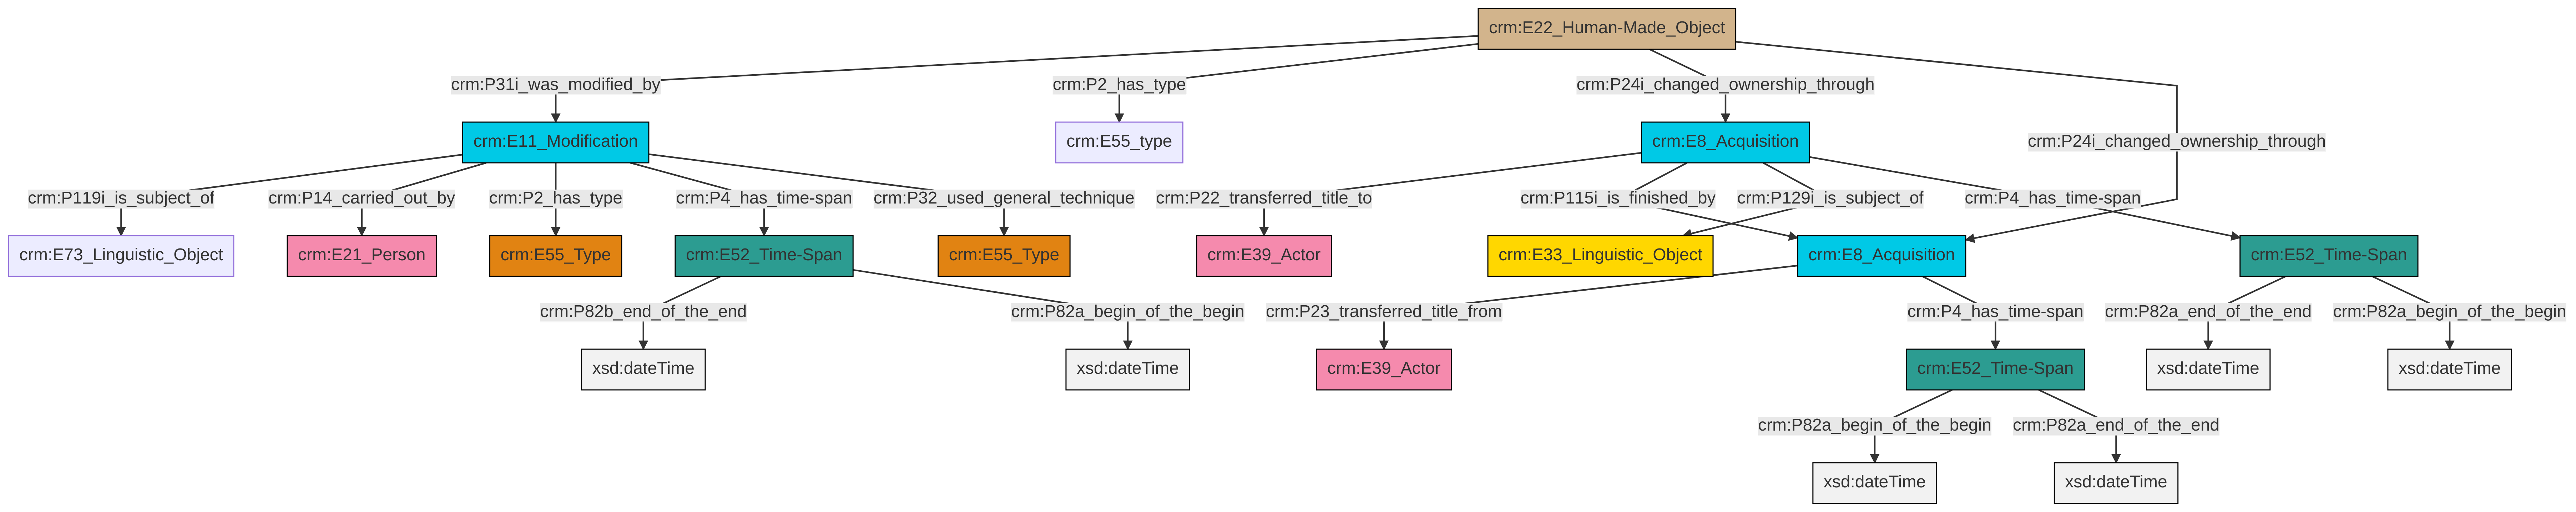 crm:E22_Human-Made_Object
crm:P31i_was_modified_by
crm:P2_has_type
crm:P24i_changed_ownership_through
crm:P24i_changed_ownership_through
crm:E11_Modification
crm:E55_type
crm:E8_Acquisition
crm:P119i_is_subject_of
crm:P14_carried_out_by
crm:P2_has_type
crm:P4_has_time-span
crm:P32_used_general_technique
crm:P22_transferred_title_to
crm:P115i_is_finished_by
crm:P129i_is_subject_of
crm:P4_has_time-span
crm:E73_Linguistic_Object
crm:E21_Person
crm:E55_Type
crm:E52_Time-Span
crm:E55_Type
crm:E39_Actor
crm:E33_Linguistic_Object
crm:E8_Acquisition
crm:E52_Time-Span
crm:P82b_end_of_the_end
crm:P82a_begin_of_the_begin
crm:P23_transferred_title_from
crm:P4_has_time-span
crm:P82a_end_of_the_end
crm:P82a_begin_of_the_begin
xsd:dateTime
xsd:dateTime
crm:E39_Actor
crm:E52_Time-Span
xsd:dateTime
xsd:dateTime
crm:P82a_begin_of_the_begin
crm:P82a_end_of_the_end
xsd:dateTime
xsd:dateTime